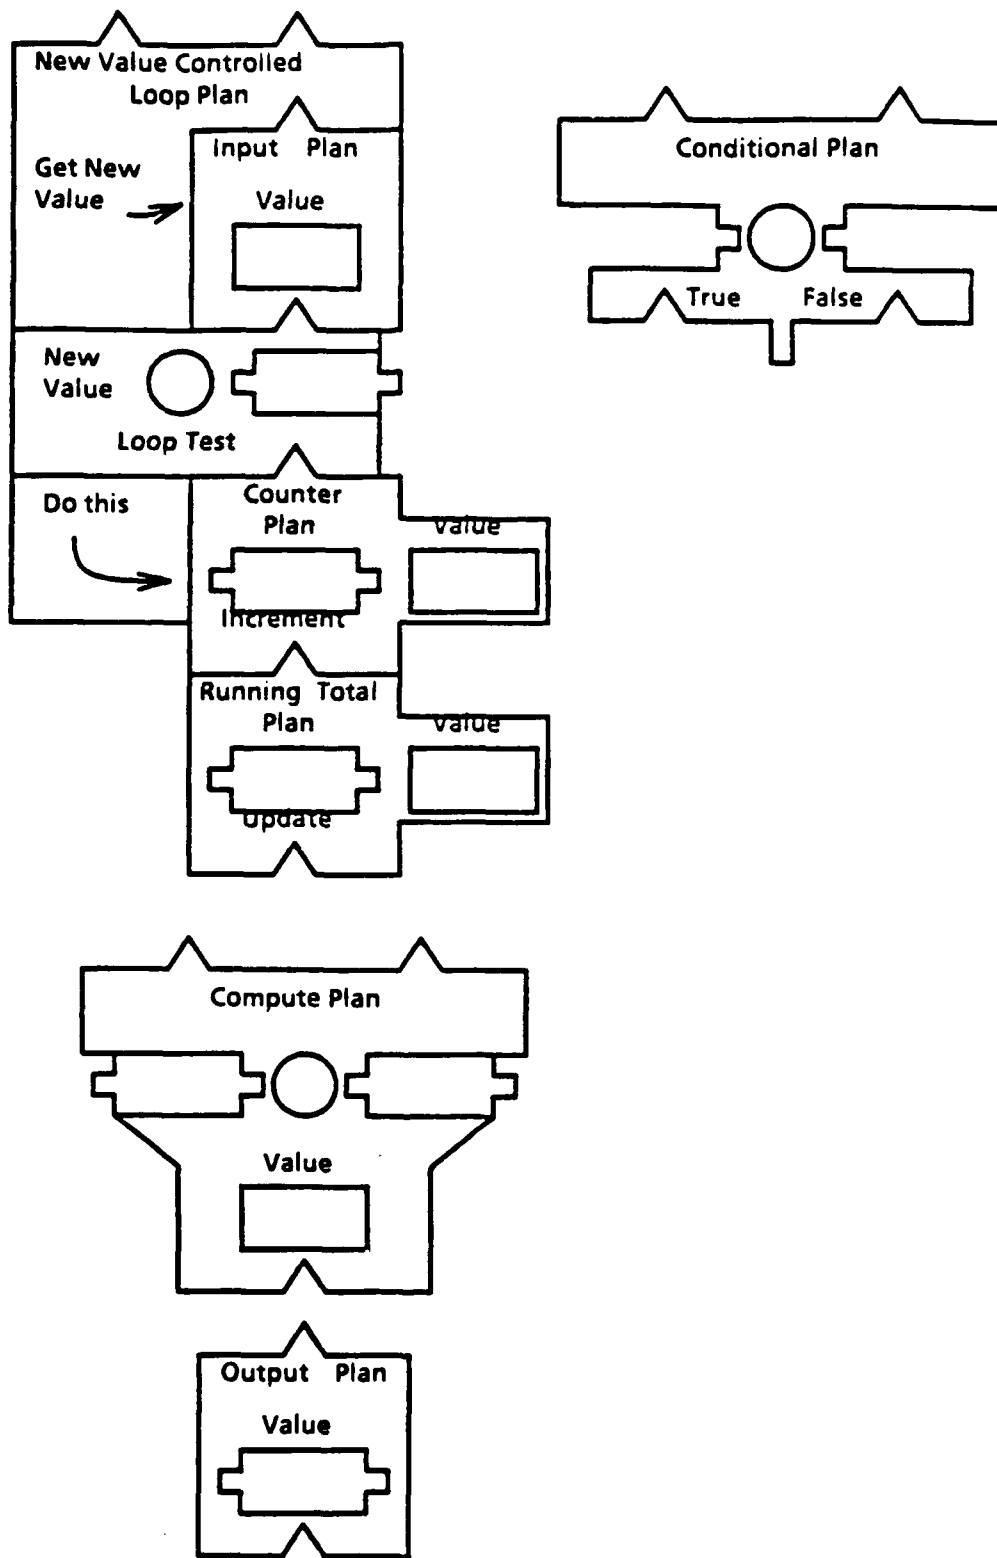 New Value Controlled
Loop Plan
Input Plan
Get New
Value
Value
New
Value
Loop Test
Do this
Counter
Plan
Value
Increment
Running Total
Plan
Value
Update
Conditional Plan
True False
Compute Plan
Value
Output Plan
Value